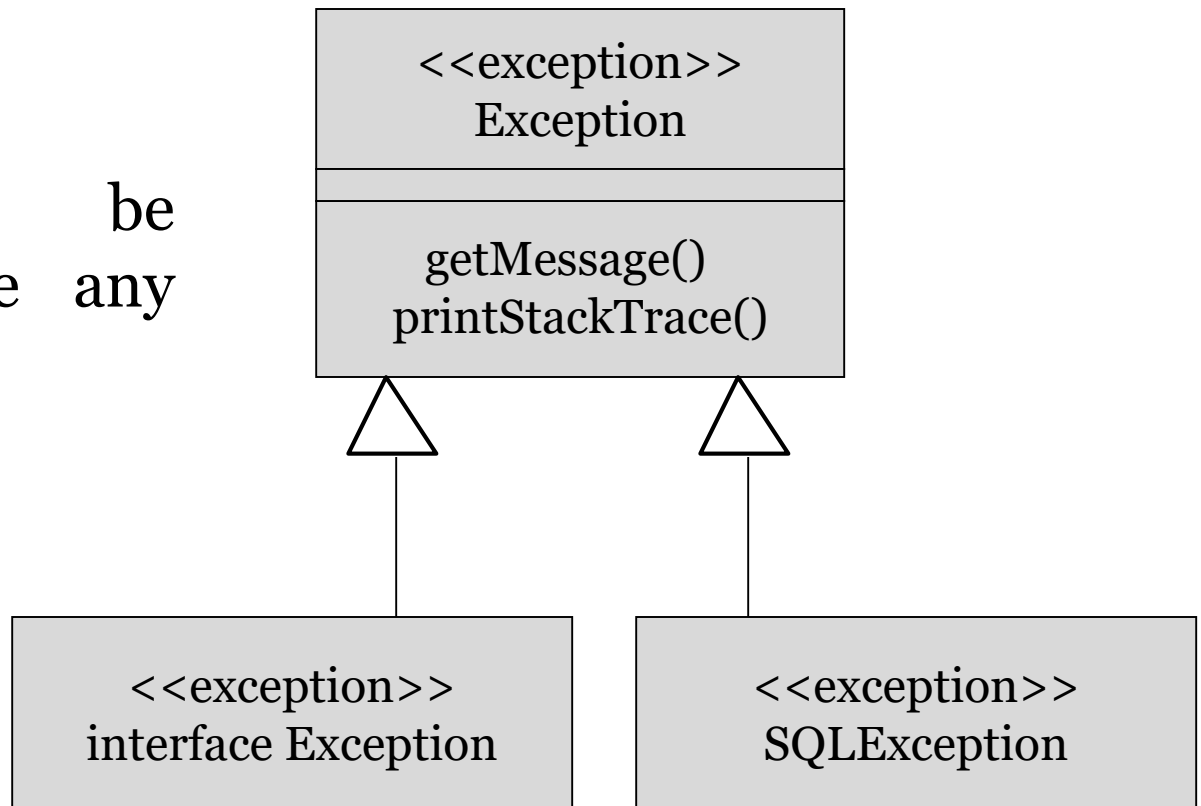 <<exception>>
Exception
be
e any
getMessage()
printStackTrace()
<<exception>>
interface Exception
<<exception>>
SQLException